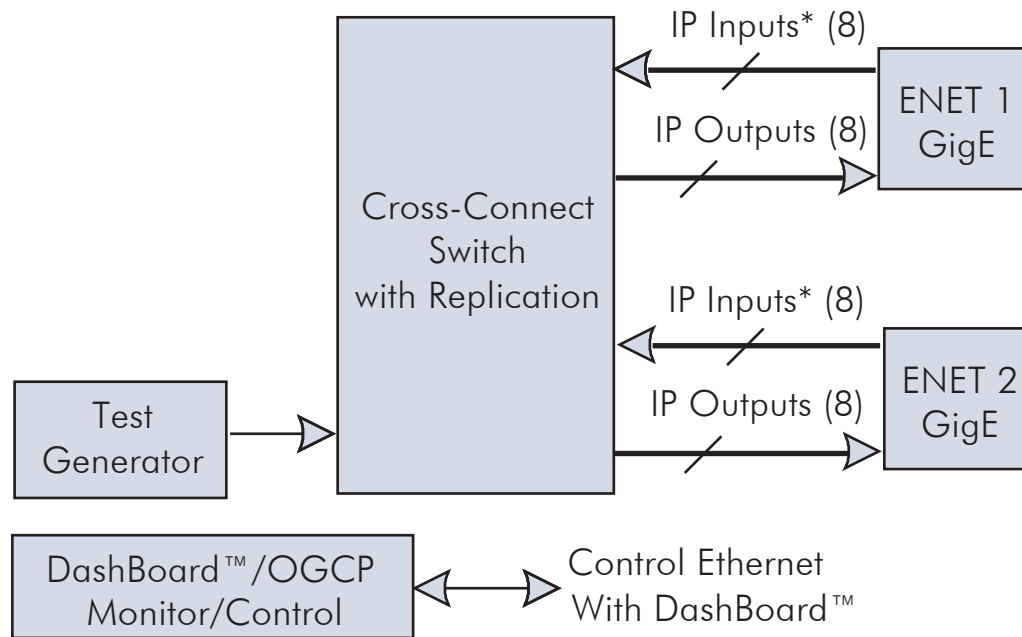 IP Inputs* (8)
ENET 1
GigE
IP Outputs (8)
Cross-Connect
Switch
with Replication
IP Inputs* (8)
ENET 2
GigE
IP Outputs (8)
Test
Generator
DashBoard™/OGCP
Monitor/Control
Control Ethernet
With DashBoard™